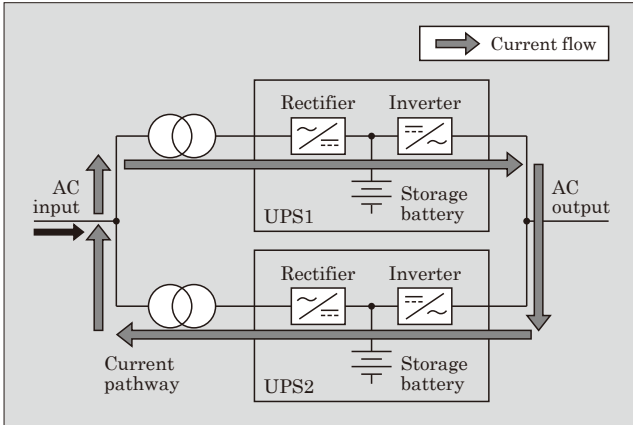 Current flow
Rectifier
Inverter
AC
input
Storage
battery
UPS1
AC
output
Rectifier
Inverter
Current
pathway
Storage
battery
UPS2